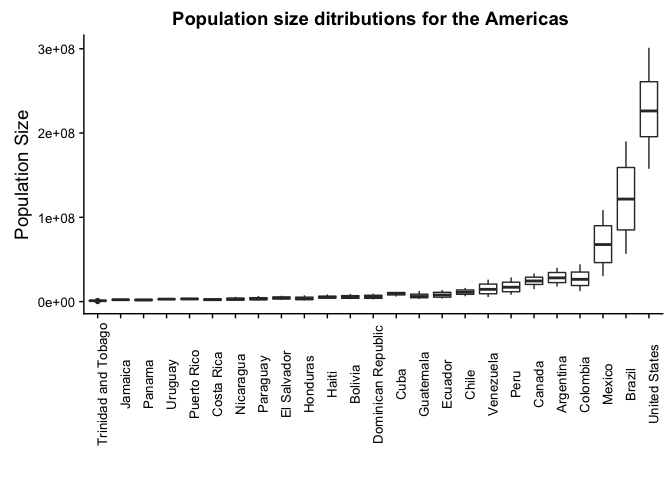 Population size ditributions for the Americas
Population Size
3e+08
2e+08
1e+08
0e+00
Trinidad and Tobago
Jamaica
Panama
Uruguay
Puerto Rico
Costa Rica
Nicaragua
Paraguay
El Salvador
Honduras
Haiti
Bolivia
Dominican Republic
Cuba
Guatemala
Ecuador
Chile
Venezuela
Peru
Canada
Argentina
Colombia
Mexico
Brazil
United States